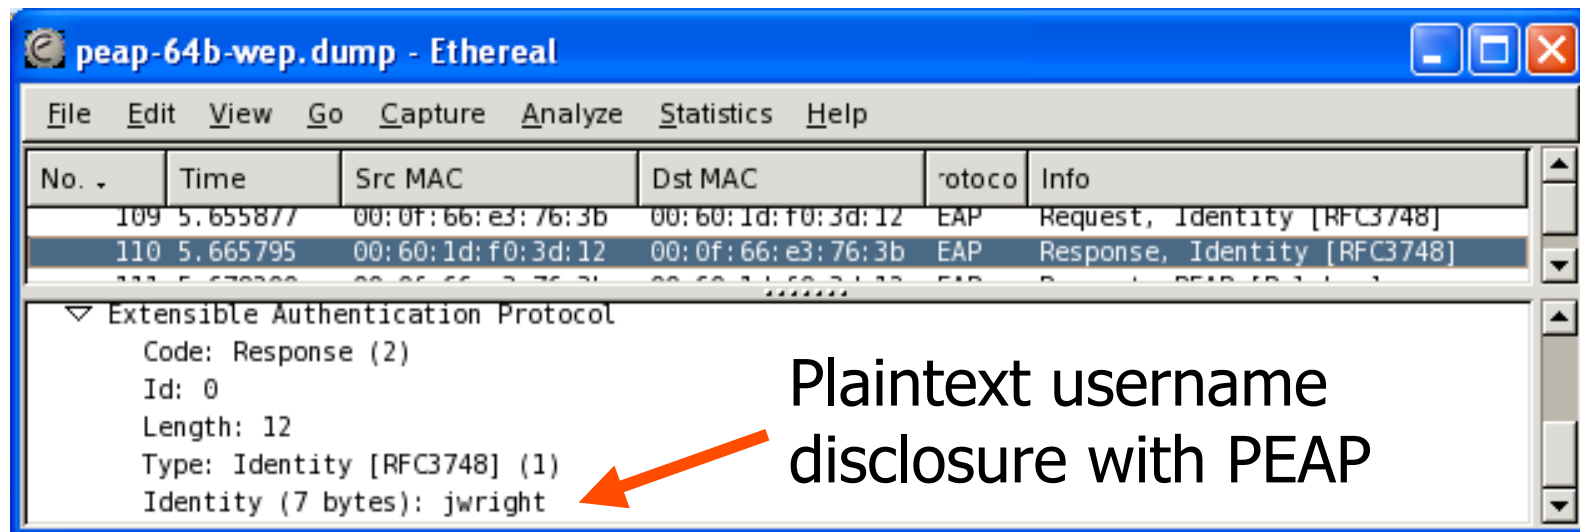 peap-64b-wep.dump - Ethereal
File Edit View Go Capture Analyze Statistics Help
No. Time Src MAC Dst MAC rotoco Info
109 5.655877 00:0f:66:e3:76:3b 00:60:1d:f0:3d:12 EAP Request, Identity [RFC3748]
110 5.665795 00:60:1d:f0:3d:12 00:0f:66:e3:76:3b EAP Response, Identity [RFC3748]
Extensible Authentication Protocol
Code: Response (2)
Id: 0
Length: 12
Type: Identity [RFC3748] (1)
Identity (7 bytes): jwright
Plaintext username
disclosure with PEAP